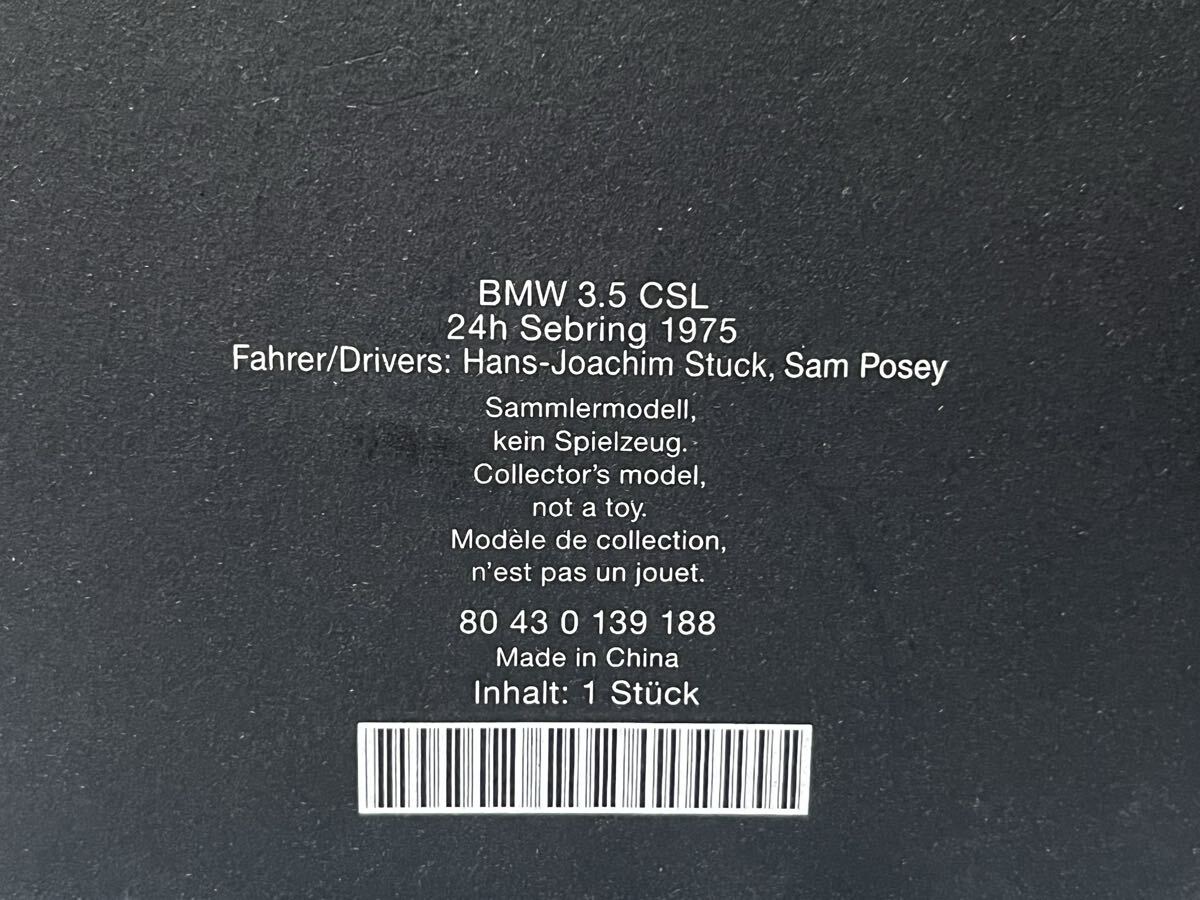 BMW 3.5 CSL
24h Sebring 1975
Fahrer/Drivers: Hans-Joachim Stuck, Sam Posey
Sammlermodell,
kein Spielzeug.
Collector's model,
not a toy.
Modèle de collection,
n'est pas un jouet.
80 43 0 139 188
Made in China
Inhalt: 1 Stück